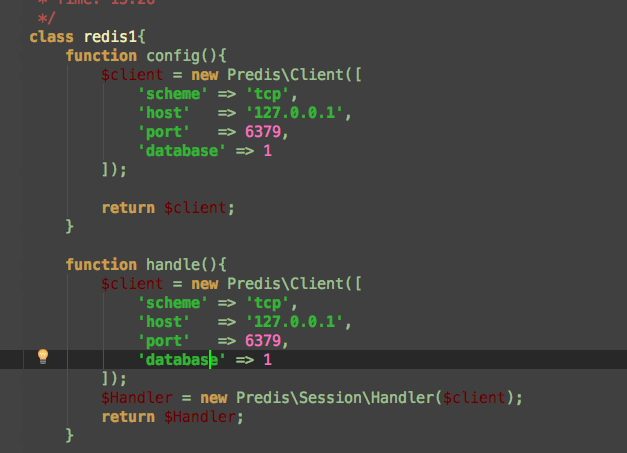 * Time: 15:26
*/
class redis1{
    function config(){
        $client = new Predis\Client([
            'scheme' => 'tcp',
            'host'   => '127.0.0.1',
            'port'   => 6379,
            'database' => 1
        ]);

        return $client;
    }

    function handle(){
        $client = new Predis\Client([
            'scheme' => 'tcp',
            'host'   => '127.0.0.1',
            'port'   => 6379,
            'database' => 1
        ]);
        $Handler = new Predis\Session\Handler($client);
        return $Handler;
    }